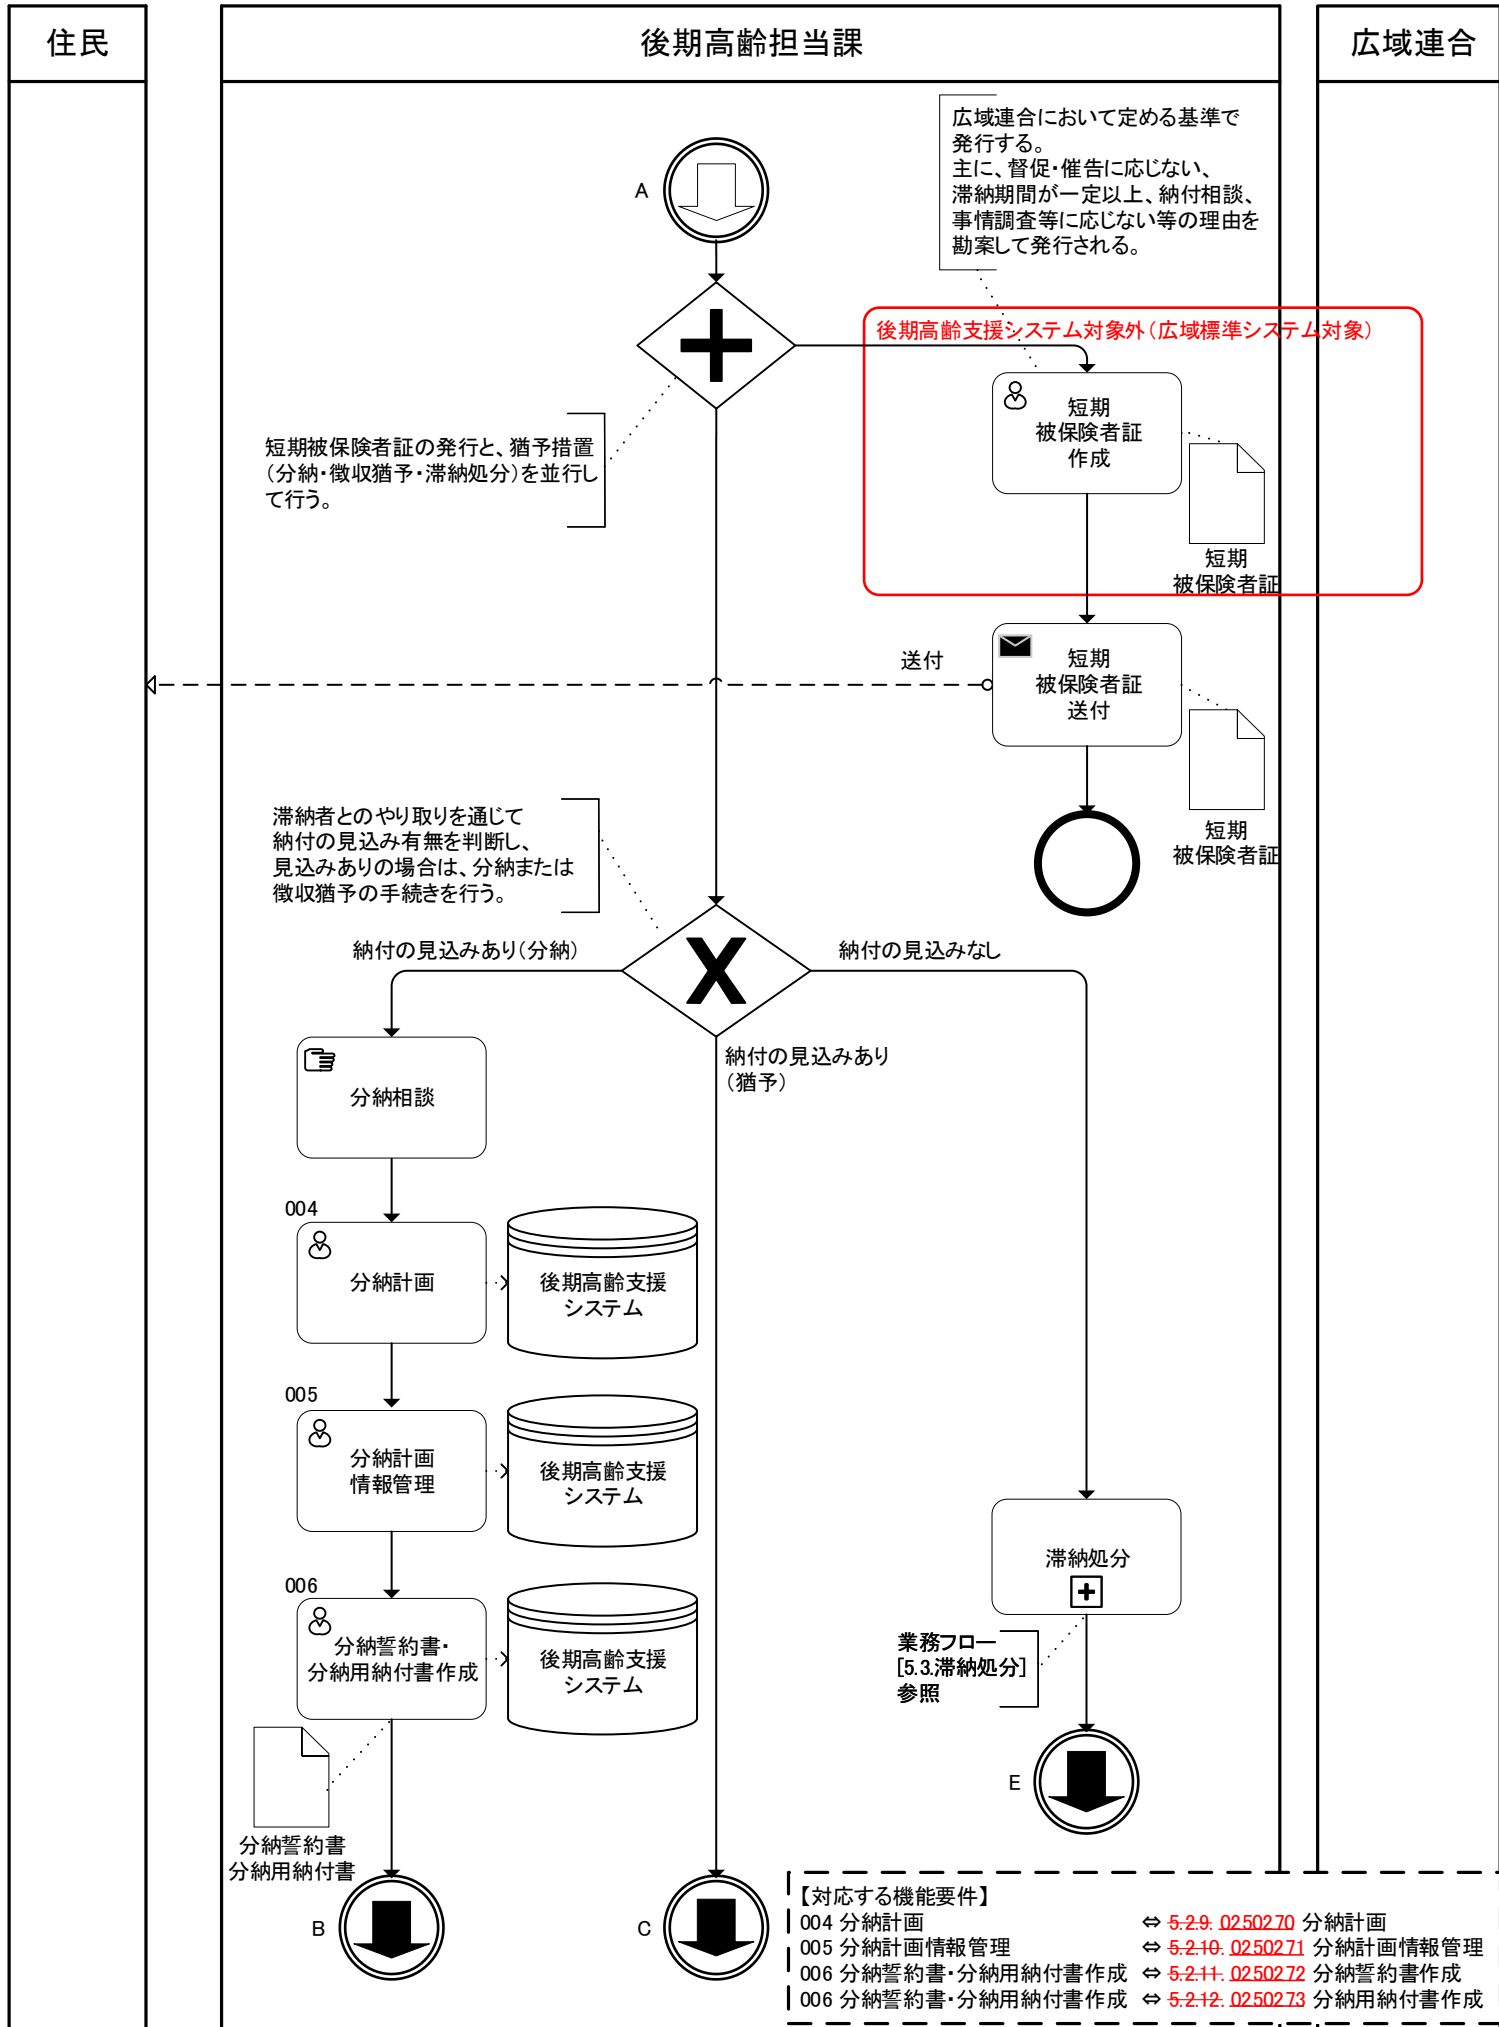 住民
後期高齢担当課
広域連合
広域連合において定める基準で
発行する。
主に、督促・催告に応じない、
滞納期間が一定以上、納付相談、
事情調査等に応じない等の理由を
勘案して発行される。
A
後期高齢支援システム対象外（広域標準システム対象）
短期
被保険者証
作成
短期被保険者証の発行と、猶予措置
（分納・徴収猶予・滞納処分）を並行し
て行う。
短期
被保険者証
送付
短期
被保険者証
送付
短期
被保険者証
滞納者とのやり取りを通じて
納付の見込み有無を判断し、
見込みありの場合は、分納または
徴収猶予の手続きを行う。
納付の見込みあり（分納）
納付の見込みなし
納付の見込みあり
（猶予）
分納相談
004
分納計画
後期高齢支援
システム
005
分納計画
情報管理
後期高齢支援
システム
006
分納誓約書・
分納用納付書作成
後期高齢支援
システム
滞納処分
業務フロー
[5.3.滞納処分]
参照
分納誓約書
分納用納付書
E
B
C
【対応する機能要件】
004 分納計画 ⇔ 5.2.9. 0250270 分納計画
005 分納計画情報管理 ⇔ 5.2.10. 0250271 分納計画情報管理
006 分納誓約書・分納用納付書作成 ⇔ 5.2.11. 0250272 分納誓約書作成
006 分納誓約書・分納用納付書作成 ⇔ 5.2.12. 0250273 分納用納付書作成